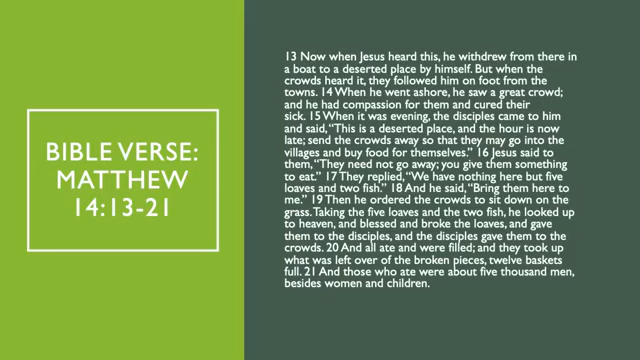 BIBLE VERSE:
MATTHEW
14:13-21
13 Now when Jesus heard this, he withdrew from there in
a boat to a deserted place by himself. But when the
crowds heard it, they followed him on foot from the
towns. 14 When he went ashore, he saw a great crowd;
and he had compassion for them and cured their
sick. 15 When it was evening, the disciples came to him
and said, “This is a deserted place, and the hour is now
late; send the crowds away so that they may go into the
villages and buy food for themselves.” 16 Jesus said to
them, “They need not go away; you give them something
to eat.” 17 They replied, “We have nothing here but five
loaves and two fish.” 18 And he said, “Bring them here to
me.” 19 Then he ordered the crowds to sit down on the
grass. Taking the five loaves and the two fish, he looked up
to heaven, and blessed and broke the loaves, and gave
them to the disciples, and the disciples gave them to the
crowds. 20 And all ate and were filled; and they took up
what was left over of the broken pieces, twelve baskets
full. 21 And those who ate were about five thousand men,
besides women and children.